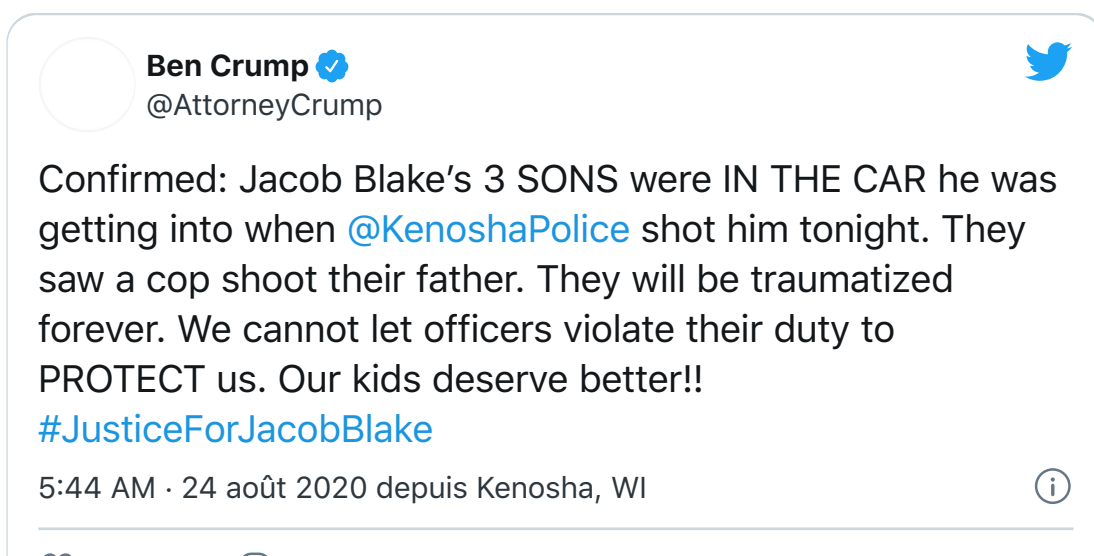 Ben Crump
@AttorneyCrump
Confirmed: Jacob Blake’s 3 SONS were IN THE CAR he was
getting into when @KenoshaPolice shot him tonight. They
saw a cop shoot their father. They will be traumatized
forever. We cannot let officers violate their duty to
PROTECT us. Our kids deserve better!!
#JusticeForJacobBlake
5:44 AM · 24 août 2020 depuis Kenosha, WI